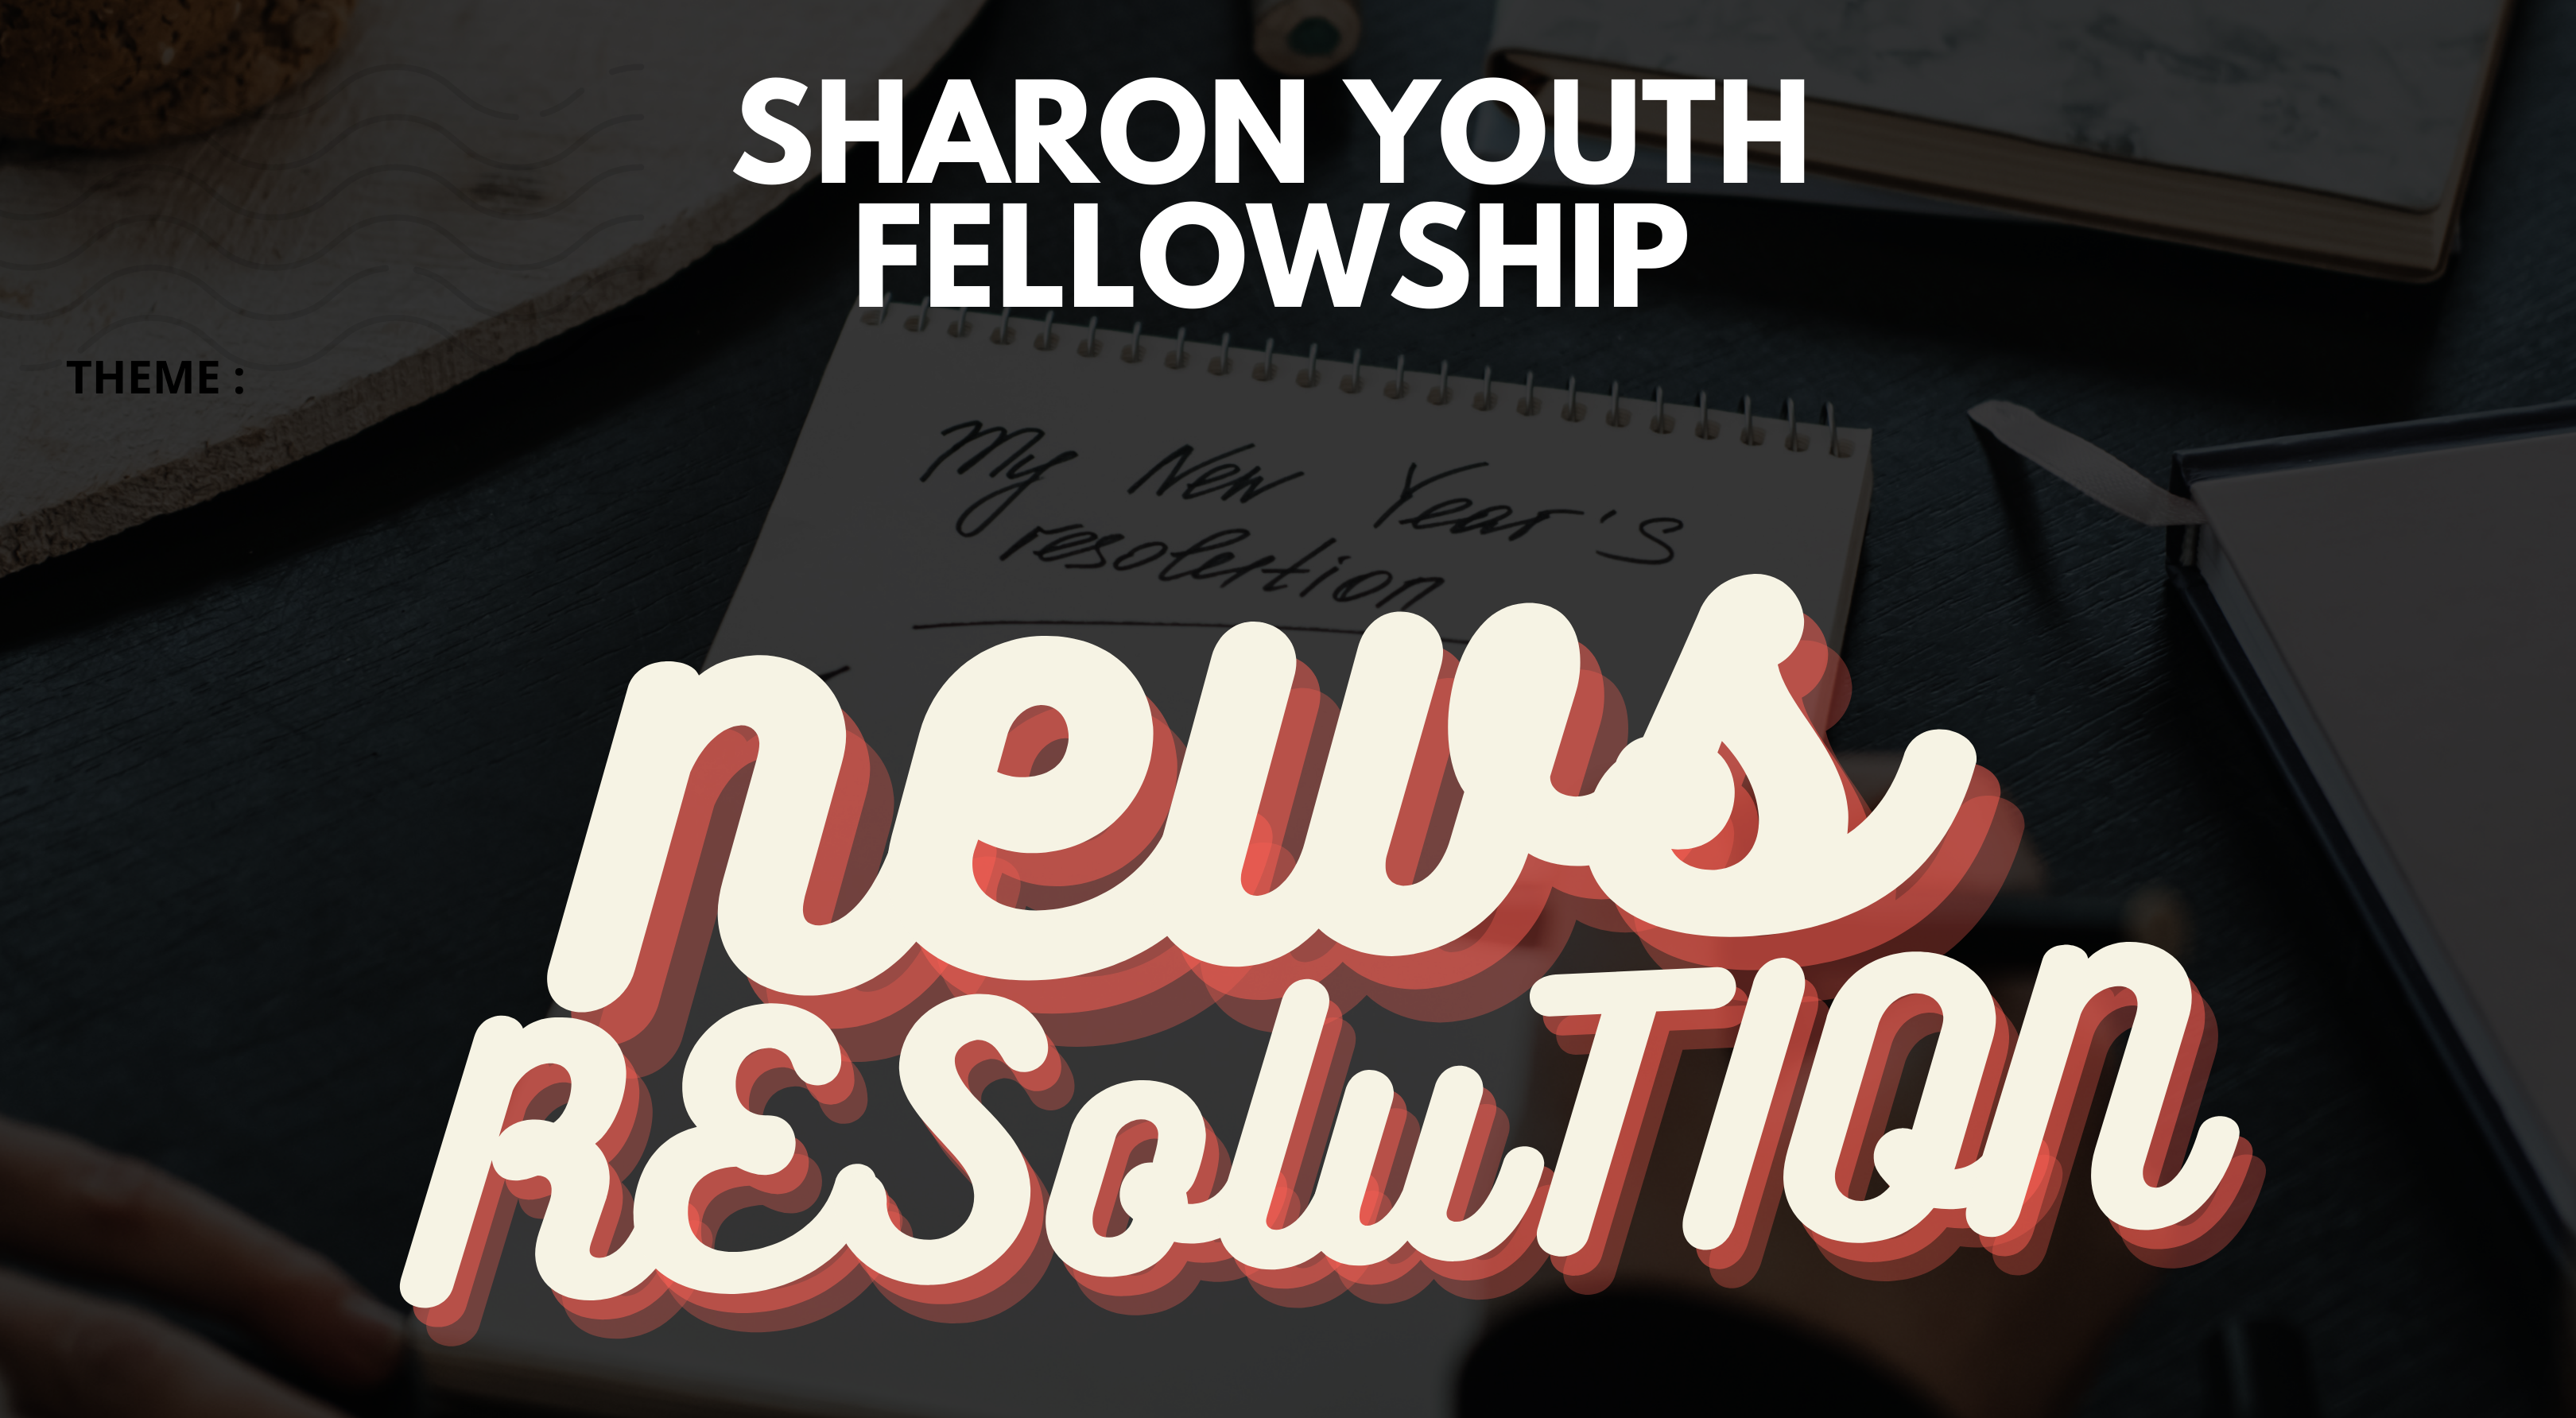 SHARON YOUTH
FELLOWSHIP
THEME :
My New Year's
resolution
news
RESoluTION